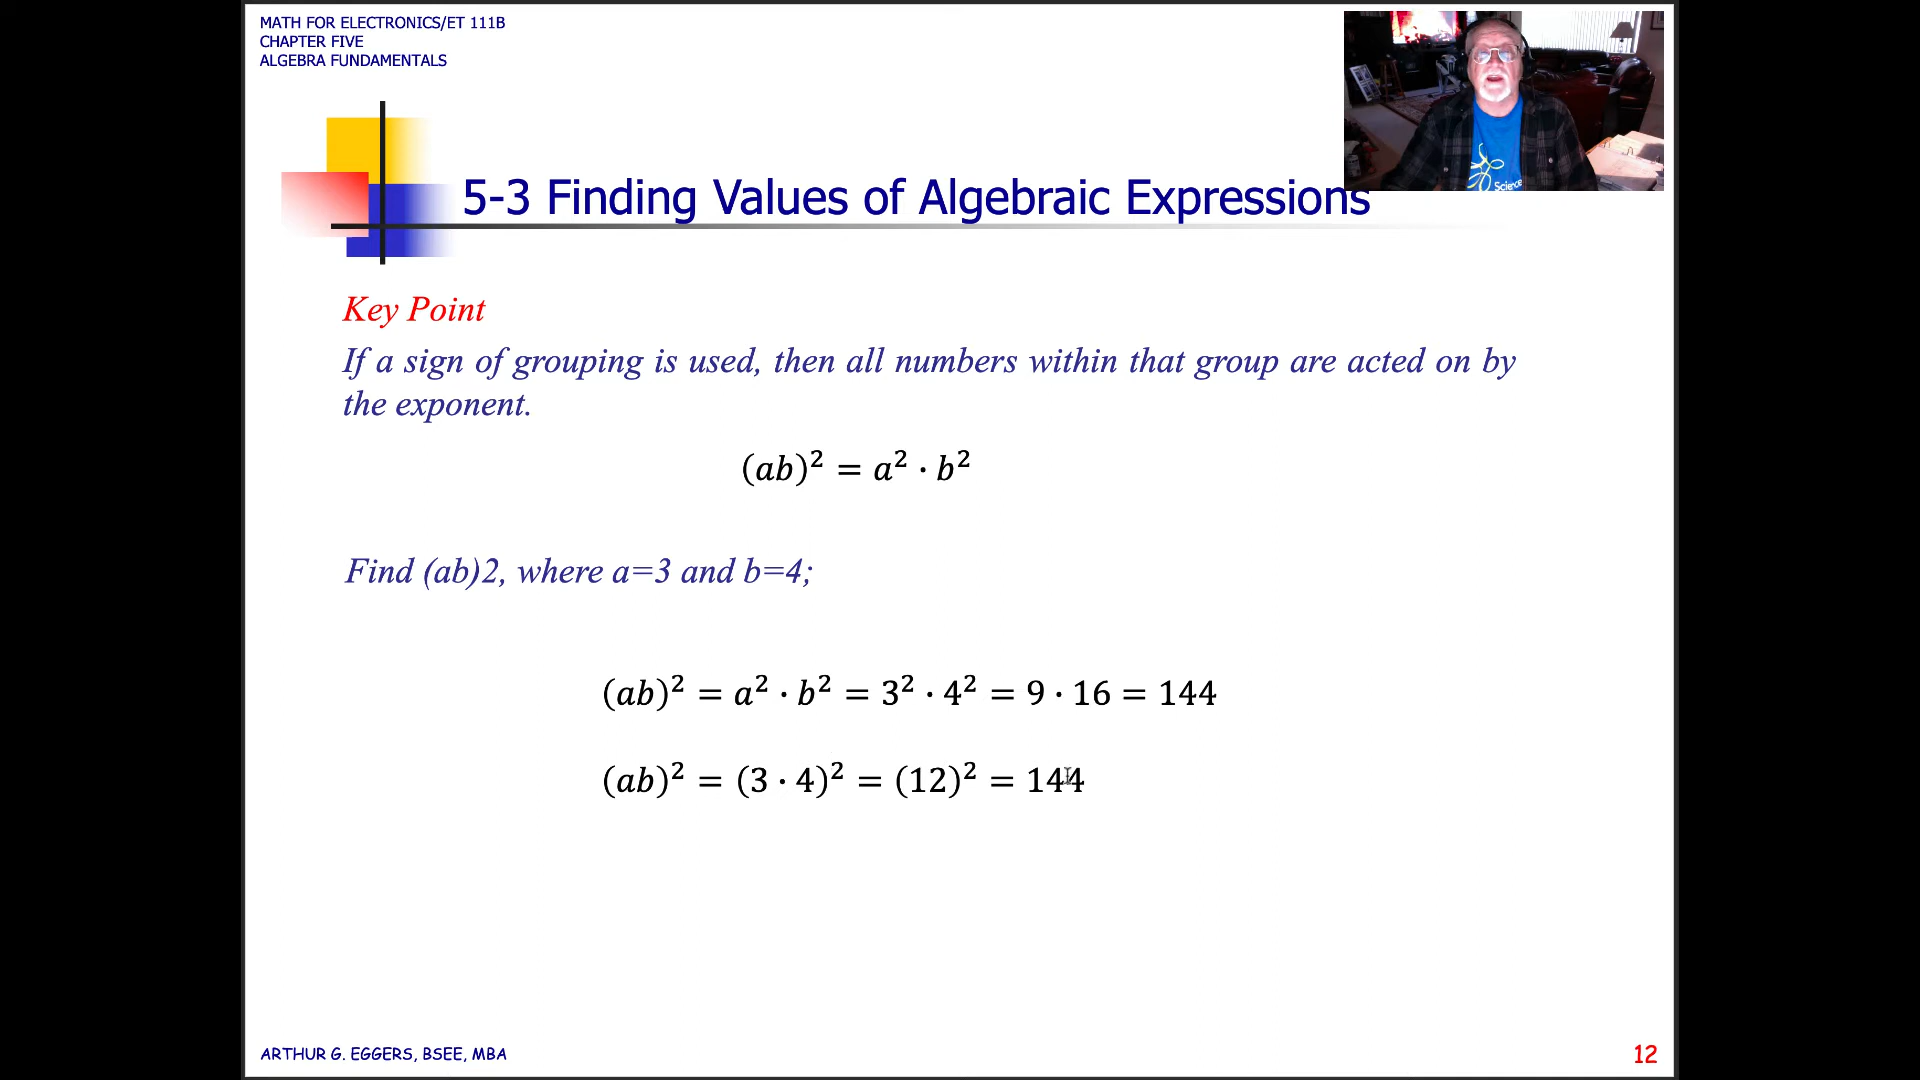 MATH FOR ELECTRONICS/ET 111B
CHAPTER FIVE
ALGEBRA FUNDAMENTALS
5-3 Finding Values of Algebraic Expressions
Science
Key Point
If a sign of grouping is used, then all numbers within that group are acted on by
the exponent.
(ab)² = a² · b²
Find (ab)2, where a=3 and b=4;
(ab)² = a² · b² = 3² · 4² = 9 · 16 = 144
(ab)² = (3 · 4)² = (12)² = 144
ARTHUR G. EGGERS, BSEE, MBA
12